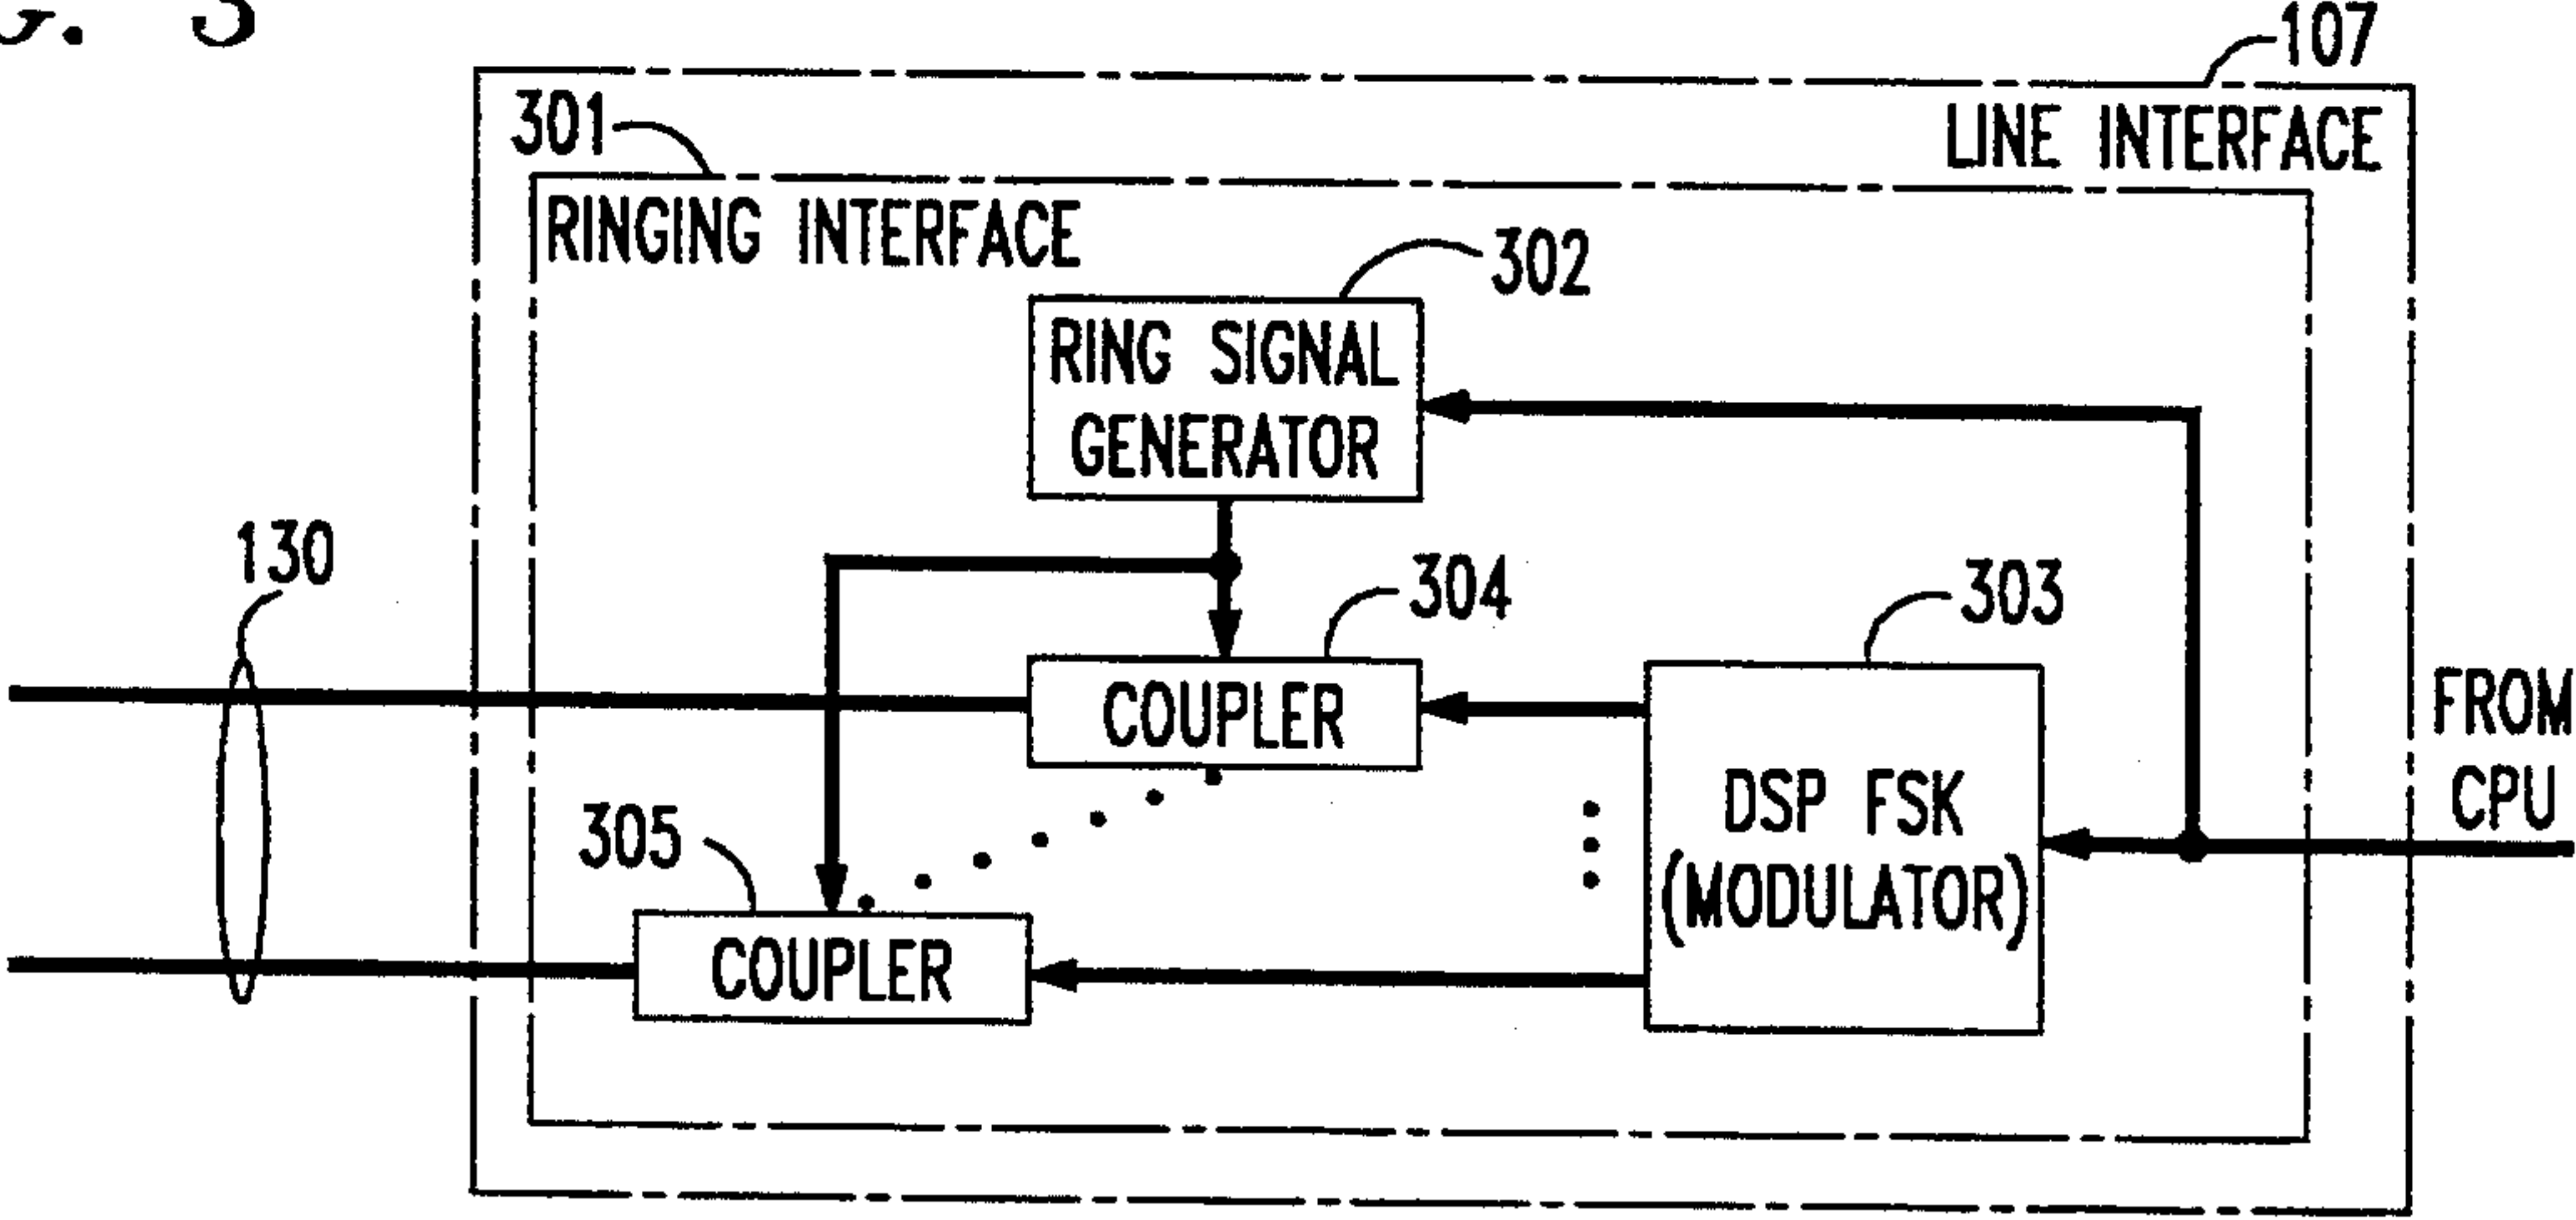 G. 3
107
LINE INTERFACE
301
RINGING INTERFACE
302
RING SIGNAL
GENERATOR
130
304
303
COUPLER
FROM
CPU
DSP FSK
(MODULATOR)
305
COUPLER